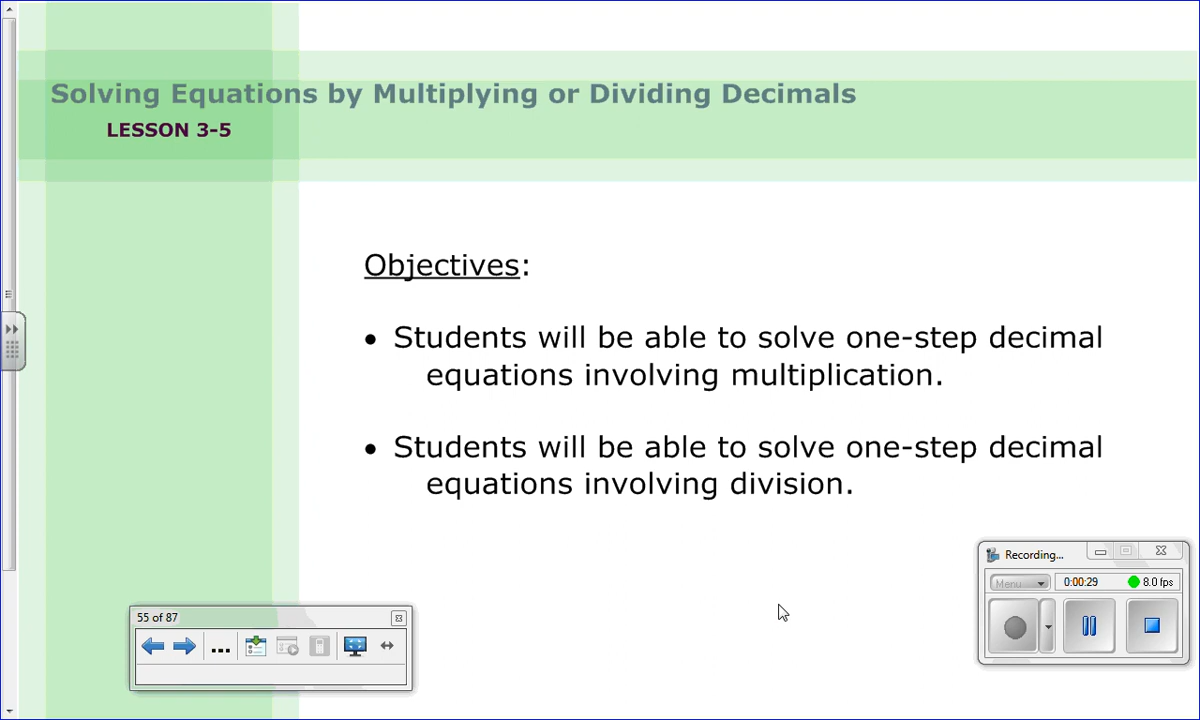 Solving Equations by Multiplying or Dividing Decimals
LESSON 3-5
Objectives:
• Students will be able to solve one-step decimal
equations involving multiplication.
• Students will be able to solve one-step decimal
equations involving division.
Recording...
Menu
0:00:29
8.0 fps
55 of 87
...